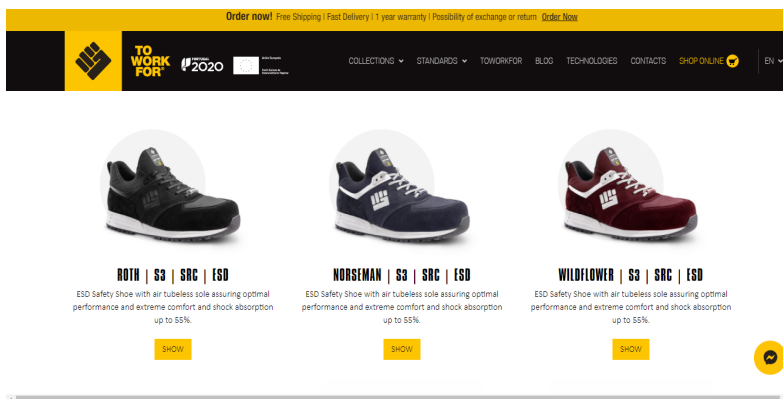 Order now! Free Shipping | Fast Delivery | 1 year warranty | Possibility of exchange or return Order Now
TO
WORK
FOR
PORTUGAL
2020
COLLECTIONS STANDARDS TOWORKFOR BLOG TECHNOLOGIES CONTACTS SHOP ONLINE EN
ROTH | S3 | SRC | ESD
ESD Safety Shoe with air tubeless sole assuring optimal
performance and extreme comfort and shock absorption
up to 55%.
SHOW
NORSEMAN | S3 | SRC | ESD
ESD Safety Shoe with air tubeless sole assuring optimal
performance and extreme comfort and shock absorption
up to 55%.
SHOW
WILDFLOWER | S3 | SRC | ESD
ESD Safety Shoe with air tubeless sole assuring optimal
performance and extreme comfort and shock absorption
up to 55%.
SHOW